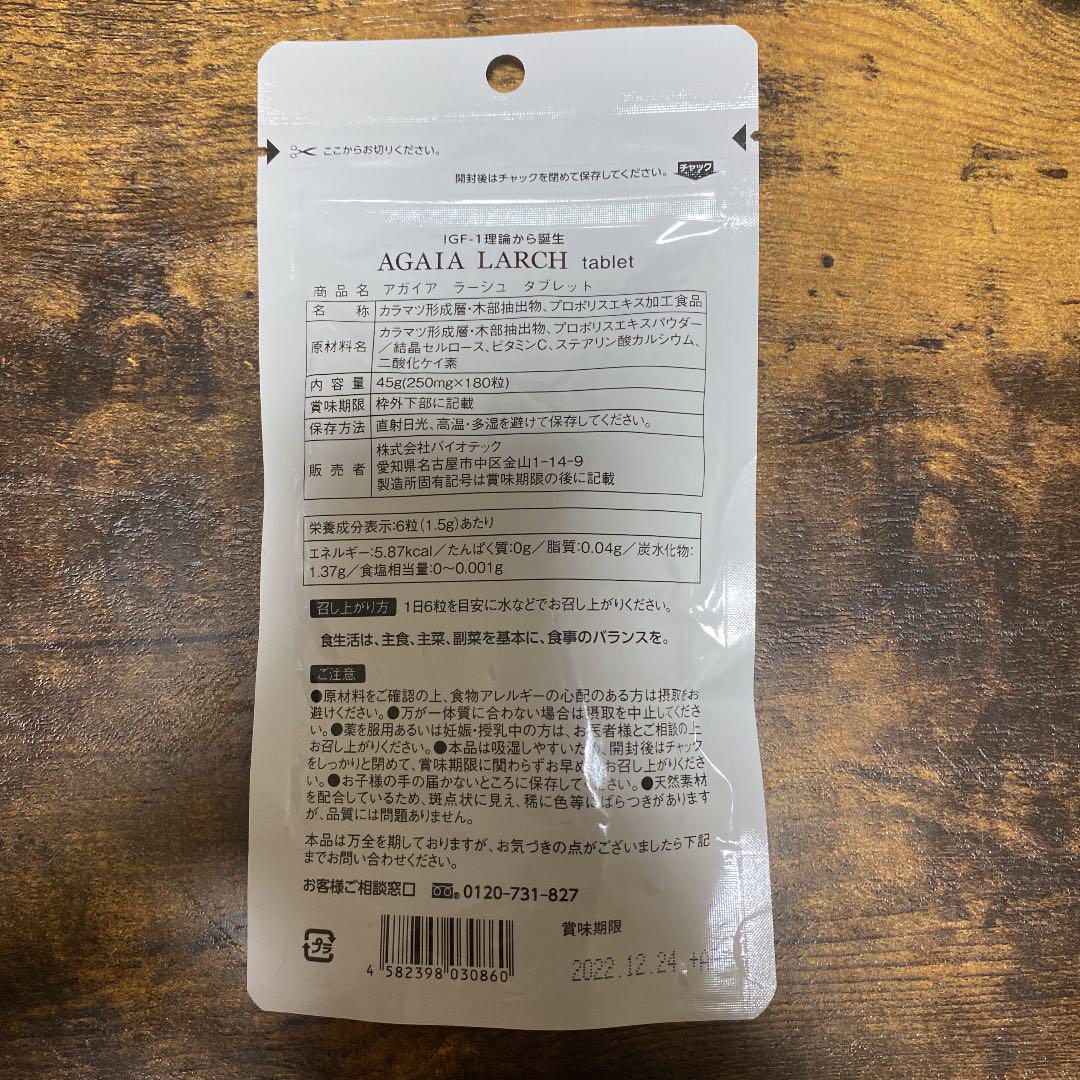 ここからお切りください。
開封後はチャックを閉めて保存してください。 チャック
IGF-1理論から誕生
AGAIA LARCH tablet
商品名 アガイア ラーシュ タブレット
名称 カラマツ形成層・木部抽出物、プロポリスエキス加工食品
原材料名 カラマツ形成層・木部抽出物、プロポリスエキスパウダー
／結晶セルロース、ビタミンC、ステアリン酸カルシウム、
二酸化ケイ素
内容量 45g(250mg×180粒)
賞味期限 枠外下部に記載
保存方法 直射日光、高温・多湿を避けて保存してください。
販売者 株式会社バイオテック
愛知県名古屋市中区金山1-14-9
製造所固有記号は賞味期限の後に記載
栄養成分表示:6粒(1.5g)あたり
エネルギー:5.87kcal／たんぱく質:0g／脂質:0.04g／炭水化物:
1.37g／食塩相当量:0〜0.001g
召し上がり方 1日6粒を目安に水などでお召し上がりください。
食生活は、主食、主菜、副菜を基本に、食事のバランスを。
ご注意
●原材料をご確認の上、食物アレルギーの心配のある方は摂取をお
避けください。●万が一体質に合わない場合は摂取を中止してくださ
い。●薬を服用あるいは妊娠・授乳中の方は、お医者様とご相談の上
お召し上がりください。●本品は吸湿しやすいため、開封後はチャック
をしっかりと閉めて、賞味期限に関わらずお早めにお召し上がりくださ
い。●お子様の手の届かないところに保存してください。●天然素材
を配合しているため、斑点状に見え、稀に色等にばらつきがあります
が、品質には問題ありません。
本品は万全を期しておりますが、お気づきの点がございましたら下記
までお問い合わせください。
お客様ご相談窓口 0120-731-827
プラ
4 582398 030860
賞味期限
2022.12.24